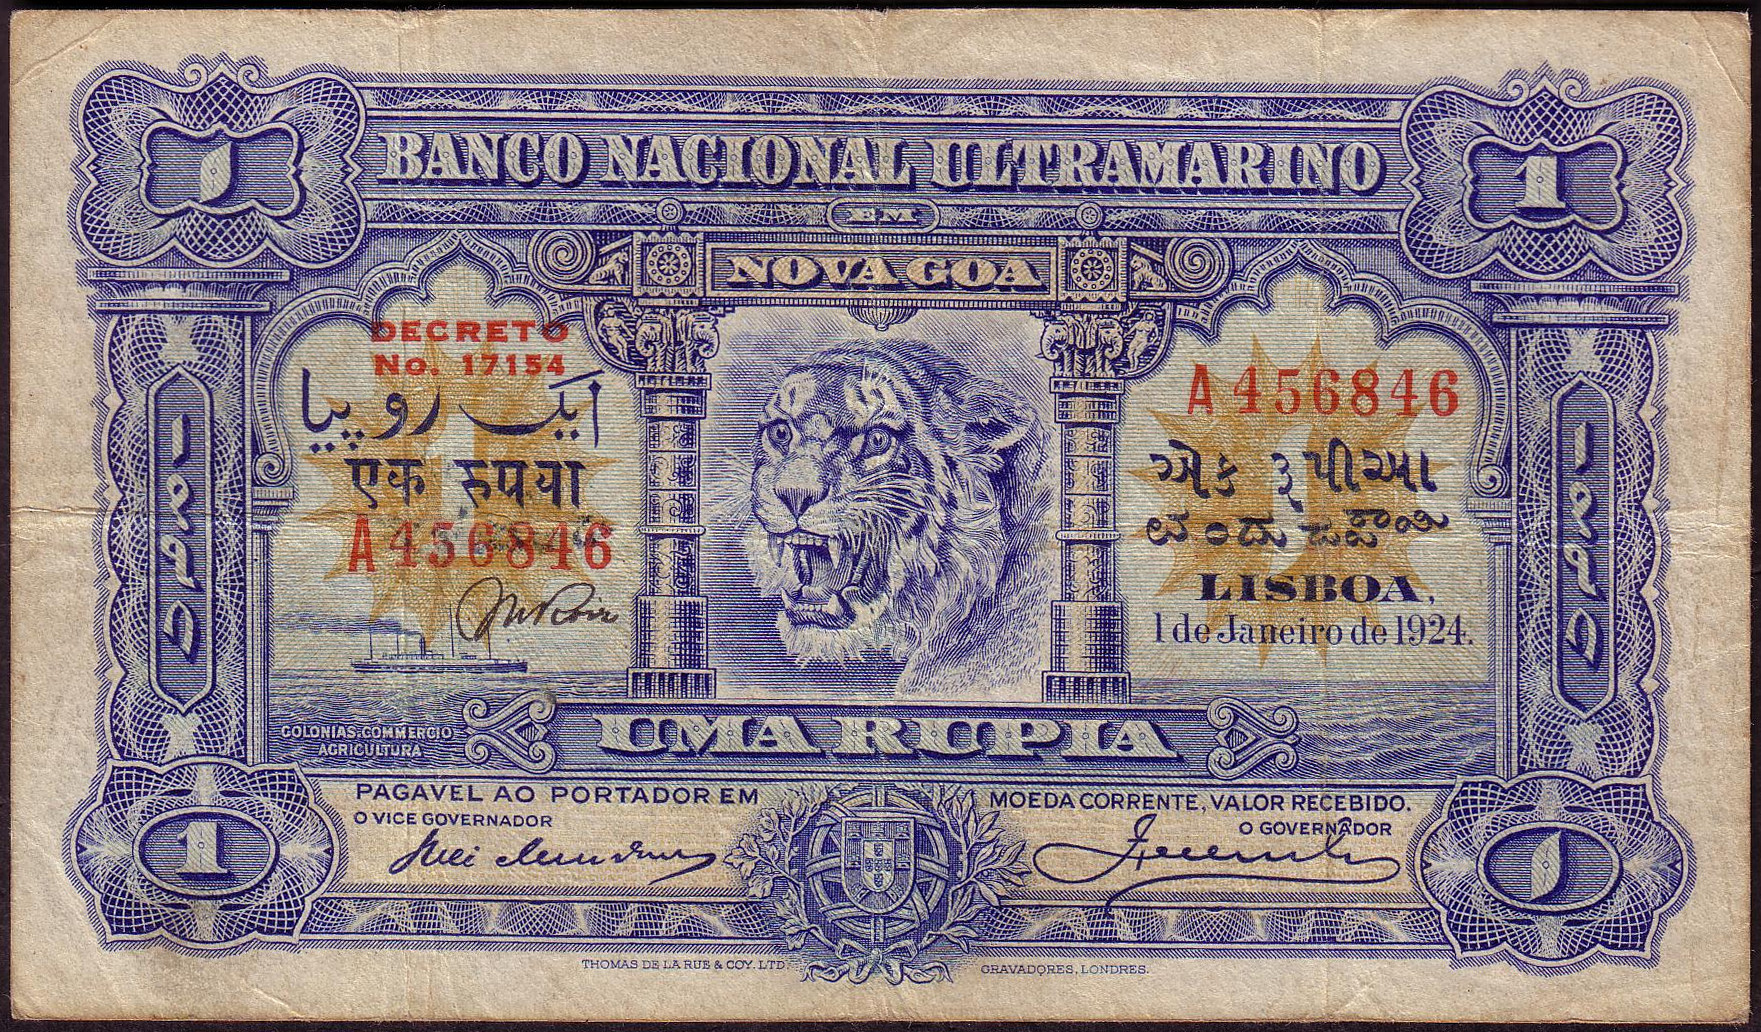 1
BANCO NACIONAL ULTRAMARINO
1
EM
NOVA GOA
DECRETO
No. 17154
ایک روپیا
एक रुपया
A 456846
A 456846
એક રૂપીઆ
LISBOA,
1 de Janeiro de 1924.
COLONIAS. COMMERCIO
AGRICULTURA
UMA RUPIA
PAGAVEL AO PORTADOR EM
MOEDA CORRENTE, VALOR RECEBIDO.
O VICE GOVERNADOR
O GOVERNADOR
1
THOMAS DE LA RUE & COY. LTD.
GRAVADORES, LONDRES.